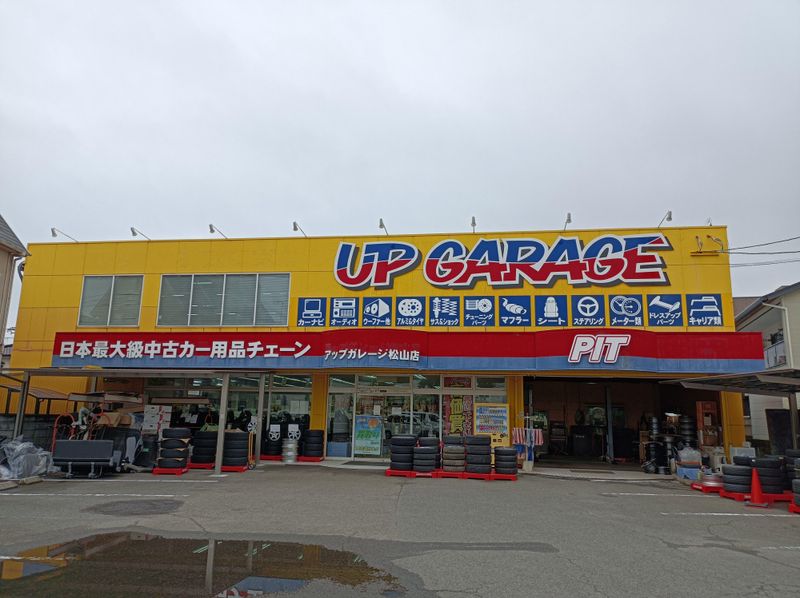 UP GARAGE
カーナビ
オーディオ
ウーファー他
アルミ&タイヤ
サス&ショック
チューニング
パーツ
マフラー
シート
ステアリング
メーター類
ドレスアップ
パーツ
キャリア類
日本最大級中古カー用品チェーン
アップガレージ松山店
PIT